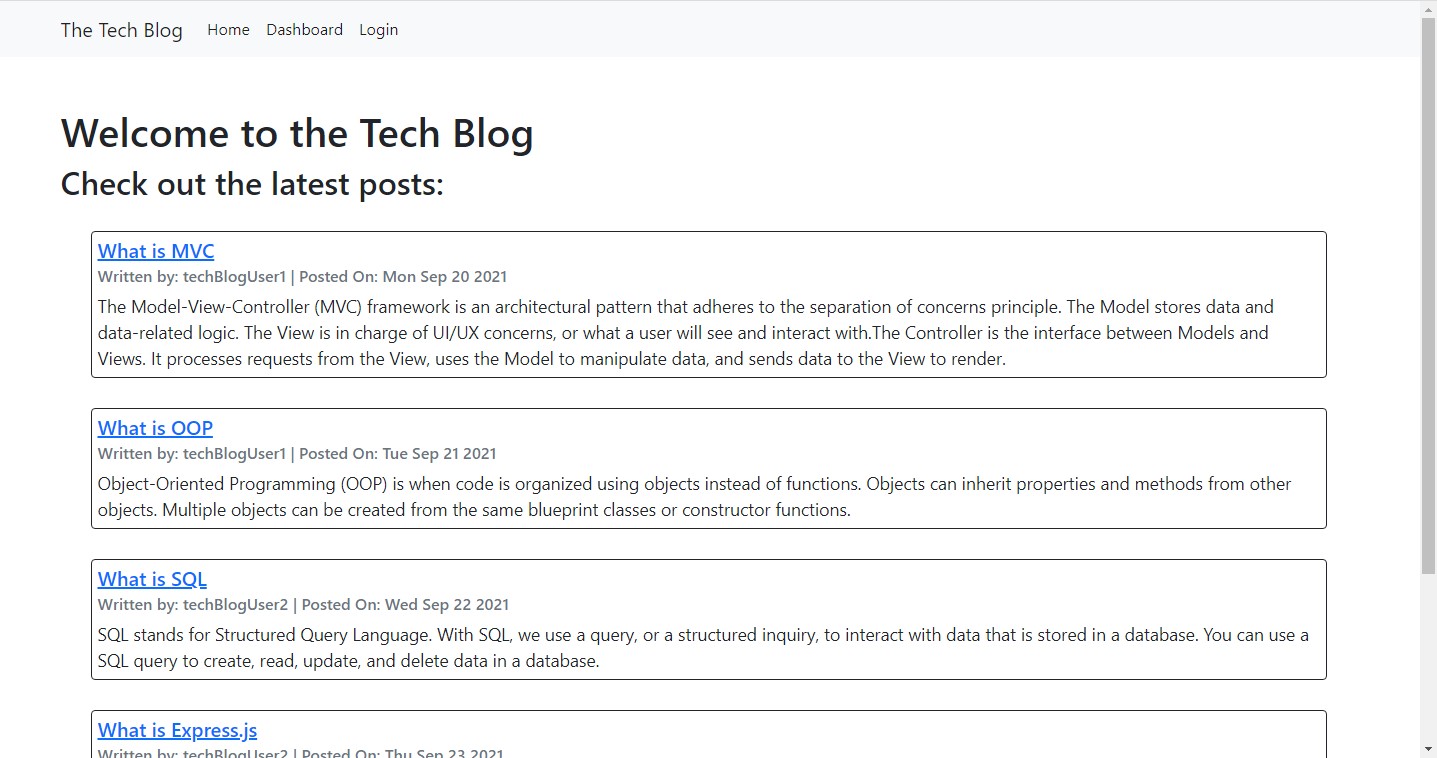 The Tech Blog Home Dashboard Login
Welcome to the Tech Blog
Check out the latest posts:
What is MVC
Written by: techBlogUser1 | Posted On: Mon Sep 20 2021
The Model-View-Controller (MVC) framework is an architectural pattern that adheres to the separation of concerns principle. The Model stores data and
data-related logic. The View is in charge of UI/UX concerns, or what a user will see and interact with.The Controller is the interface between Models and
Views. It processes requests from the View, uses the Model to manipulate data, and sends data to the View to render.
What is OOP
Written by: techBlogUser1 | Posted On: Tue Sep 21 2021
Object-Oriented Programming (OOP) is when code is organized using objects instead of functions. Objects can inherit properties and methods from other
objects. Multiple objects can be created from the same blueprint classes or constructor functions.
What is SQL
Written by: techBlogUser2 | Posted On: Wed Sep 22 2021
SQL stands for Structured Query Language. With SQL, we use a query, or a structured inquiry, to interact with data that is stored in a database. You can use a
SQL query to create, read, update, and delete data in a database.
What is Express.js
Written by: techBlogUser2 | Posted On: Thu Sep 23 2021